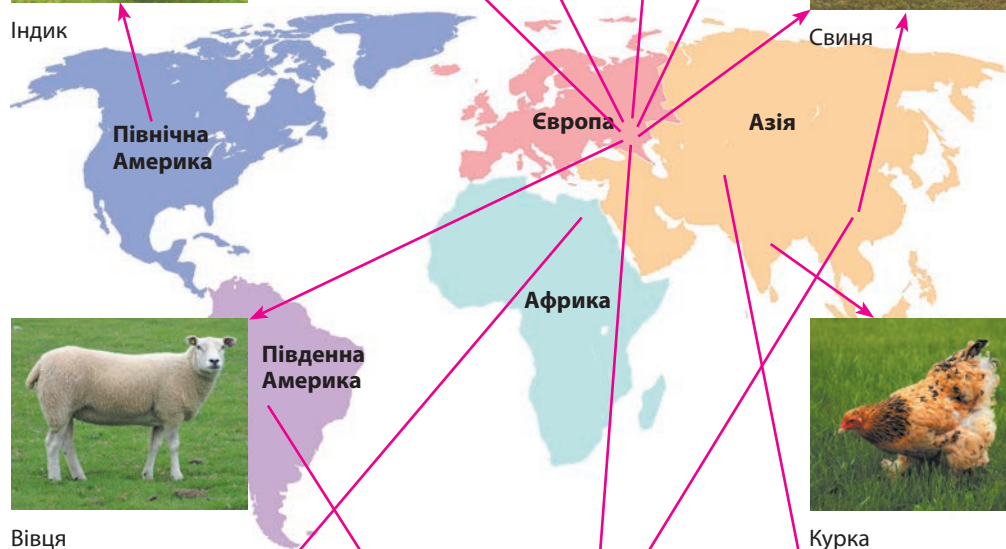 Індик
Свиня
Північна
Америка
Європа
Азія
Африка
Південна
Америка
Вівця
Курка